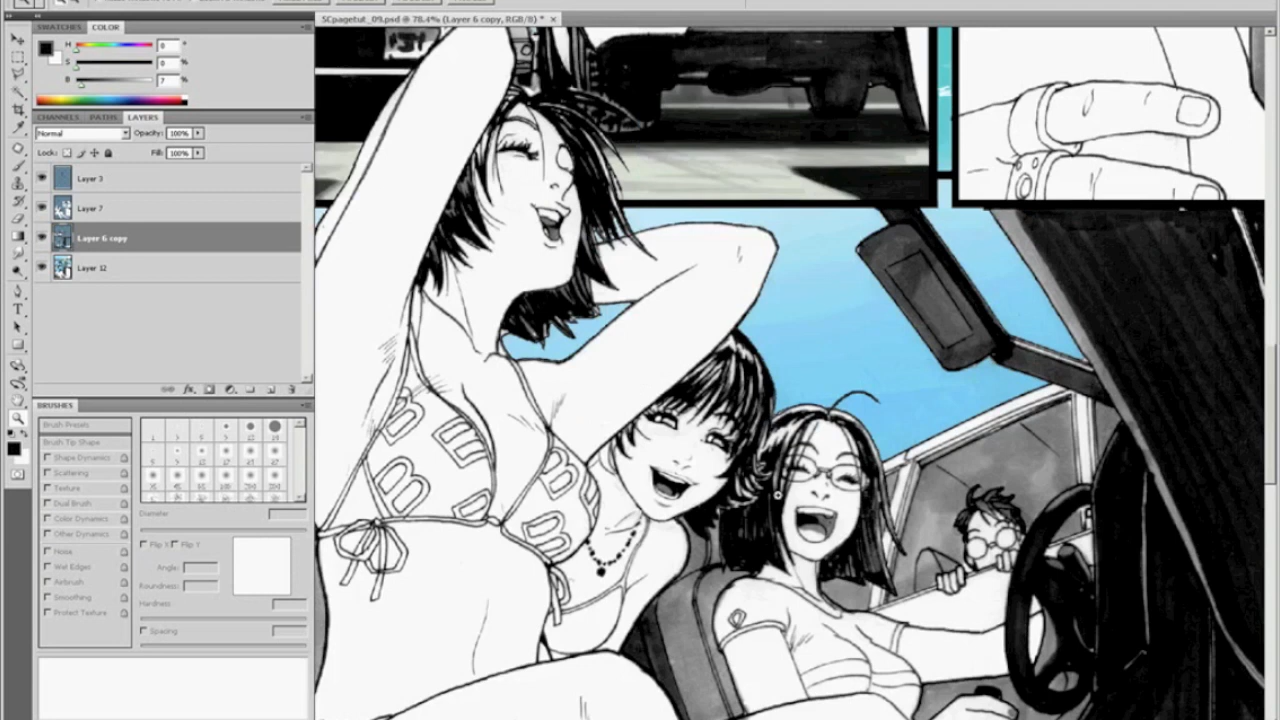 SCpagetut_09.psd @ 78.4% (Layer 6 copy, RGB/8) *
SWATCHES COLOR
H 0 °
S 0 %
B 7 %
CHANNELS PATHS LAYERS
Normal Opacity: 100%
Lock: Fill: 100%
Layer 3
Layer 7
Layer 6 copy
Layer 12
BRUSHES
Brush Presets
Brush Tip Shape
Shape Dynamics
Scattering
Texture
Dual Brush
Color Dynamics
Other Dynamics
Noise
Wet Edges
Airbrush
Smoothing
Protect Texture
Diameter
Flip X Flip Y
Angle:
Roundness:
Hardness:
Spacing